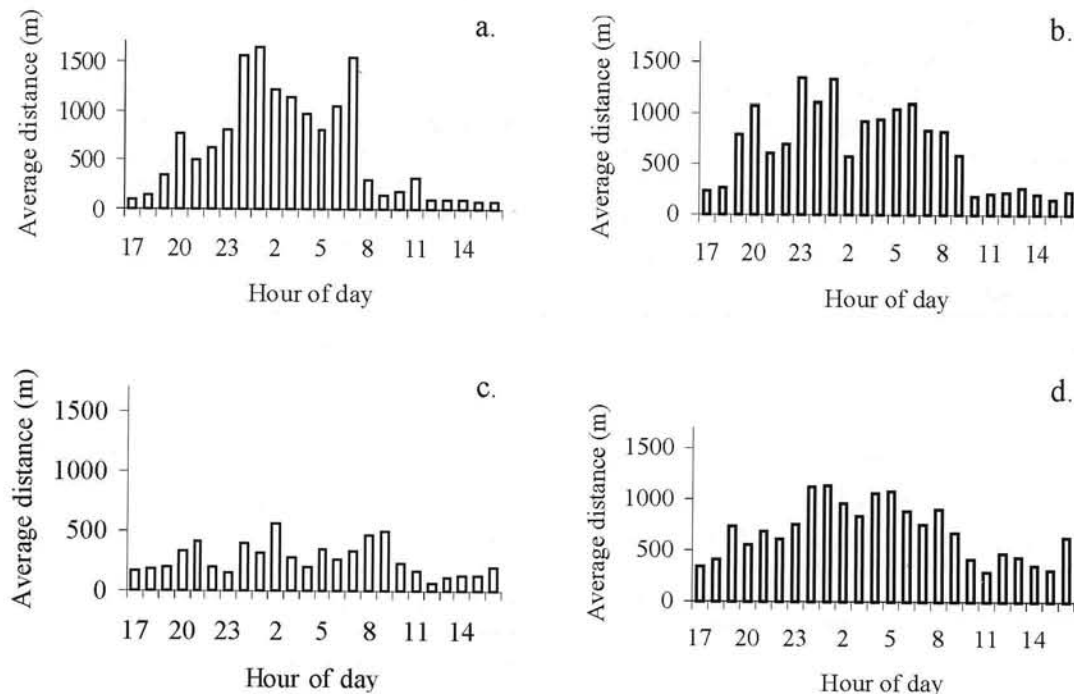 a.
Average distance (m)
1500
1000
500
0
17 20 23 2 5 8 11 14
Hour of day
b.
Average distance (m)
1500
1000
500
0
17 20 23 2 5 8 11 14
Hour of day
c.
Average distance (m)
1500
1000
500
0
17 20 23 2 5 8 11 14
Hour of day
d.
Average distance (m)
1500
1000
500
0
17 20 23 2 5 8 11 14
Hour of day